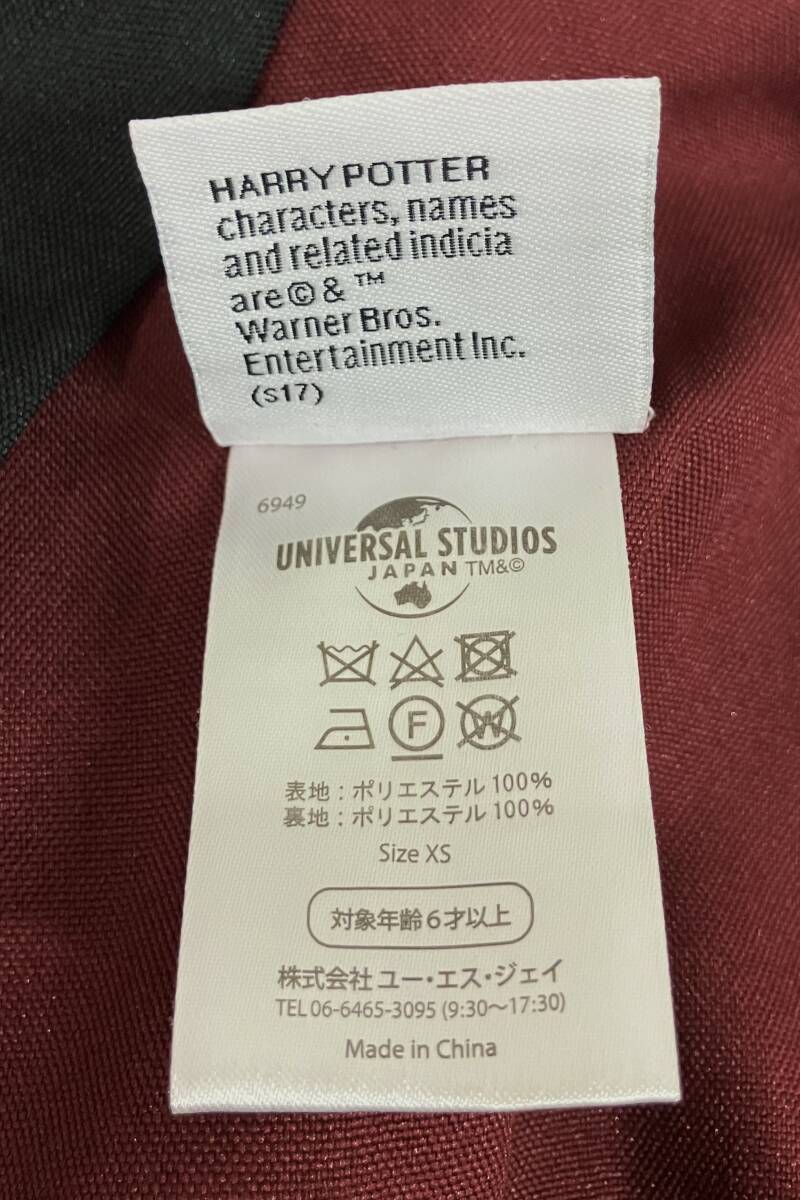 HARRY POTTER
characters, names
and related indicia
are © & ™
Warner Bros.
Entertainment Inc.
(s17)
6949
UNIVERSAL STUDIOS
JAPAN TM&©
F W
表地：ポリエステル 100%
裏地：ポリエステル 100%
Size XS
対象年齢6才以上
株式会社 ユー・エス・ジェイ
TEL 06-6465-3095 (9:30〜17:30)
Made in China